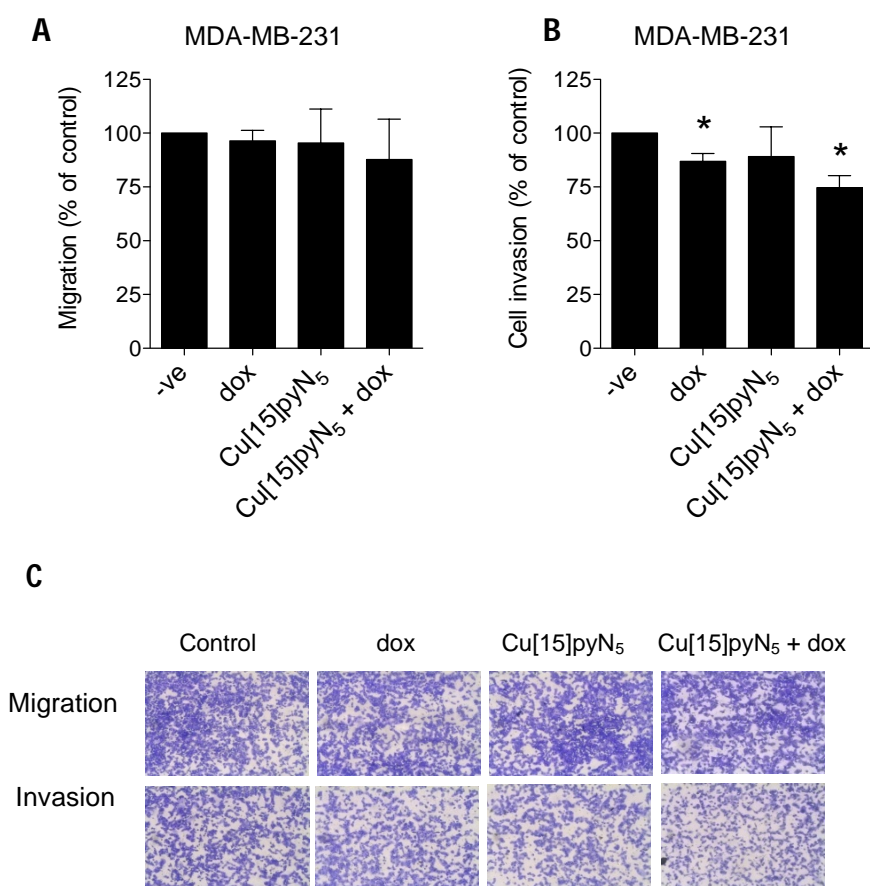 A
MDA-MB-231
Migration (% of control)
125
100
75
50
25
0
-ve
dox
Cu[15]pyN₅
Cu[15]pyN₅ + dox
B
MDA-MB-231
Cell invasion (% of control)
125
100
75
50
25
0
*
*
-ve
dox
Cu[15]pyN₅
Cu[15]pyN₅ + dox
C
Control dox Cu[15]pyN₅ Cu[15]pyN₅ + dox
Migration
Invasion